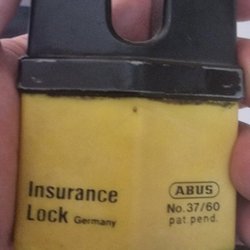 Insurance
Lock Germany
ABUS
No. 37/60
pat pend.